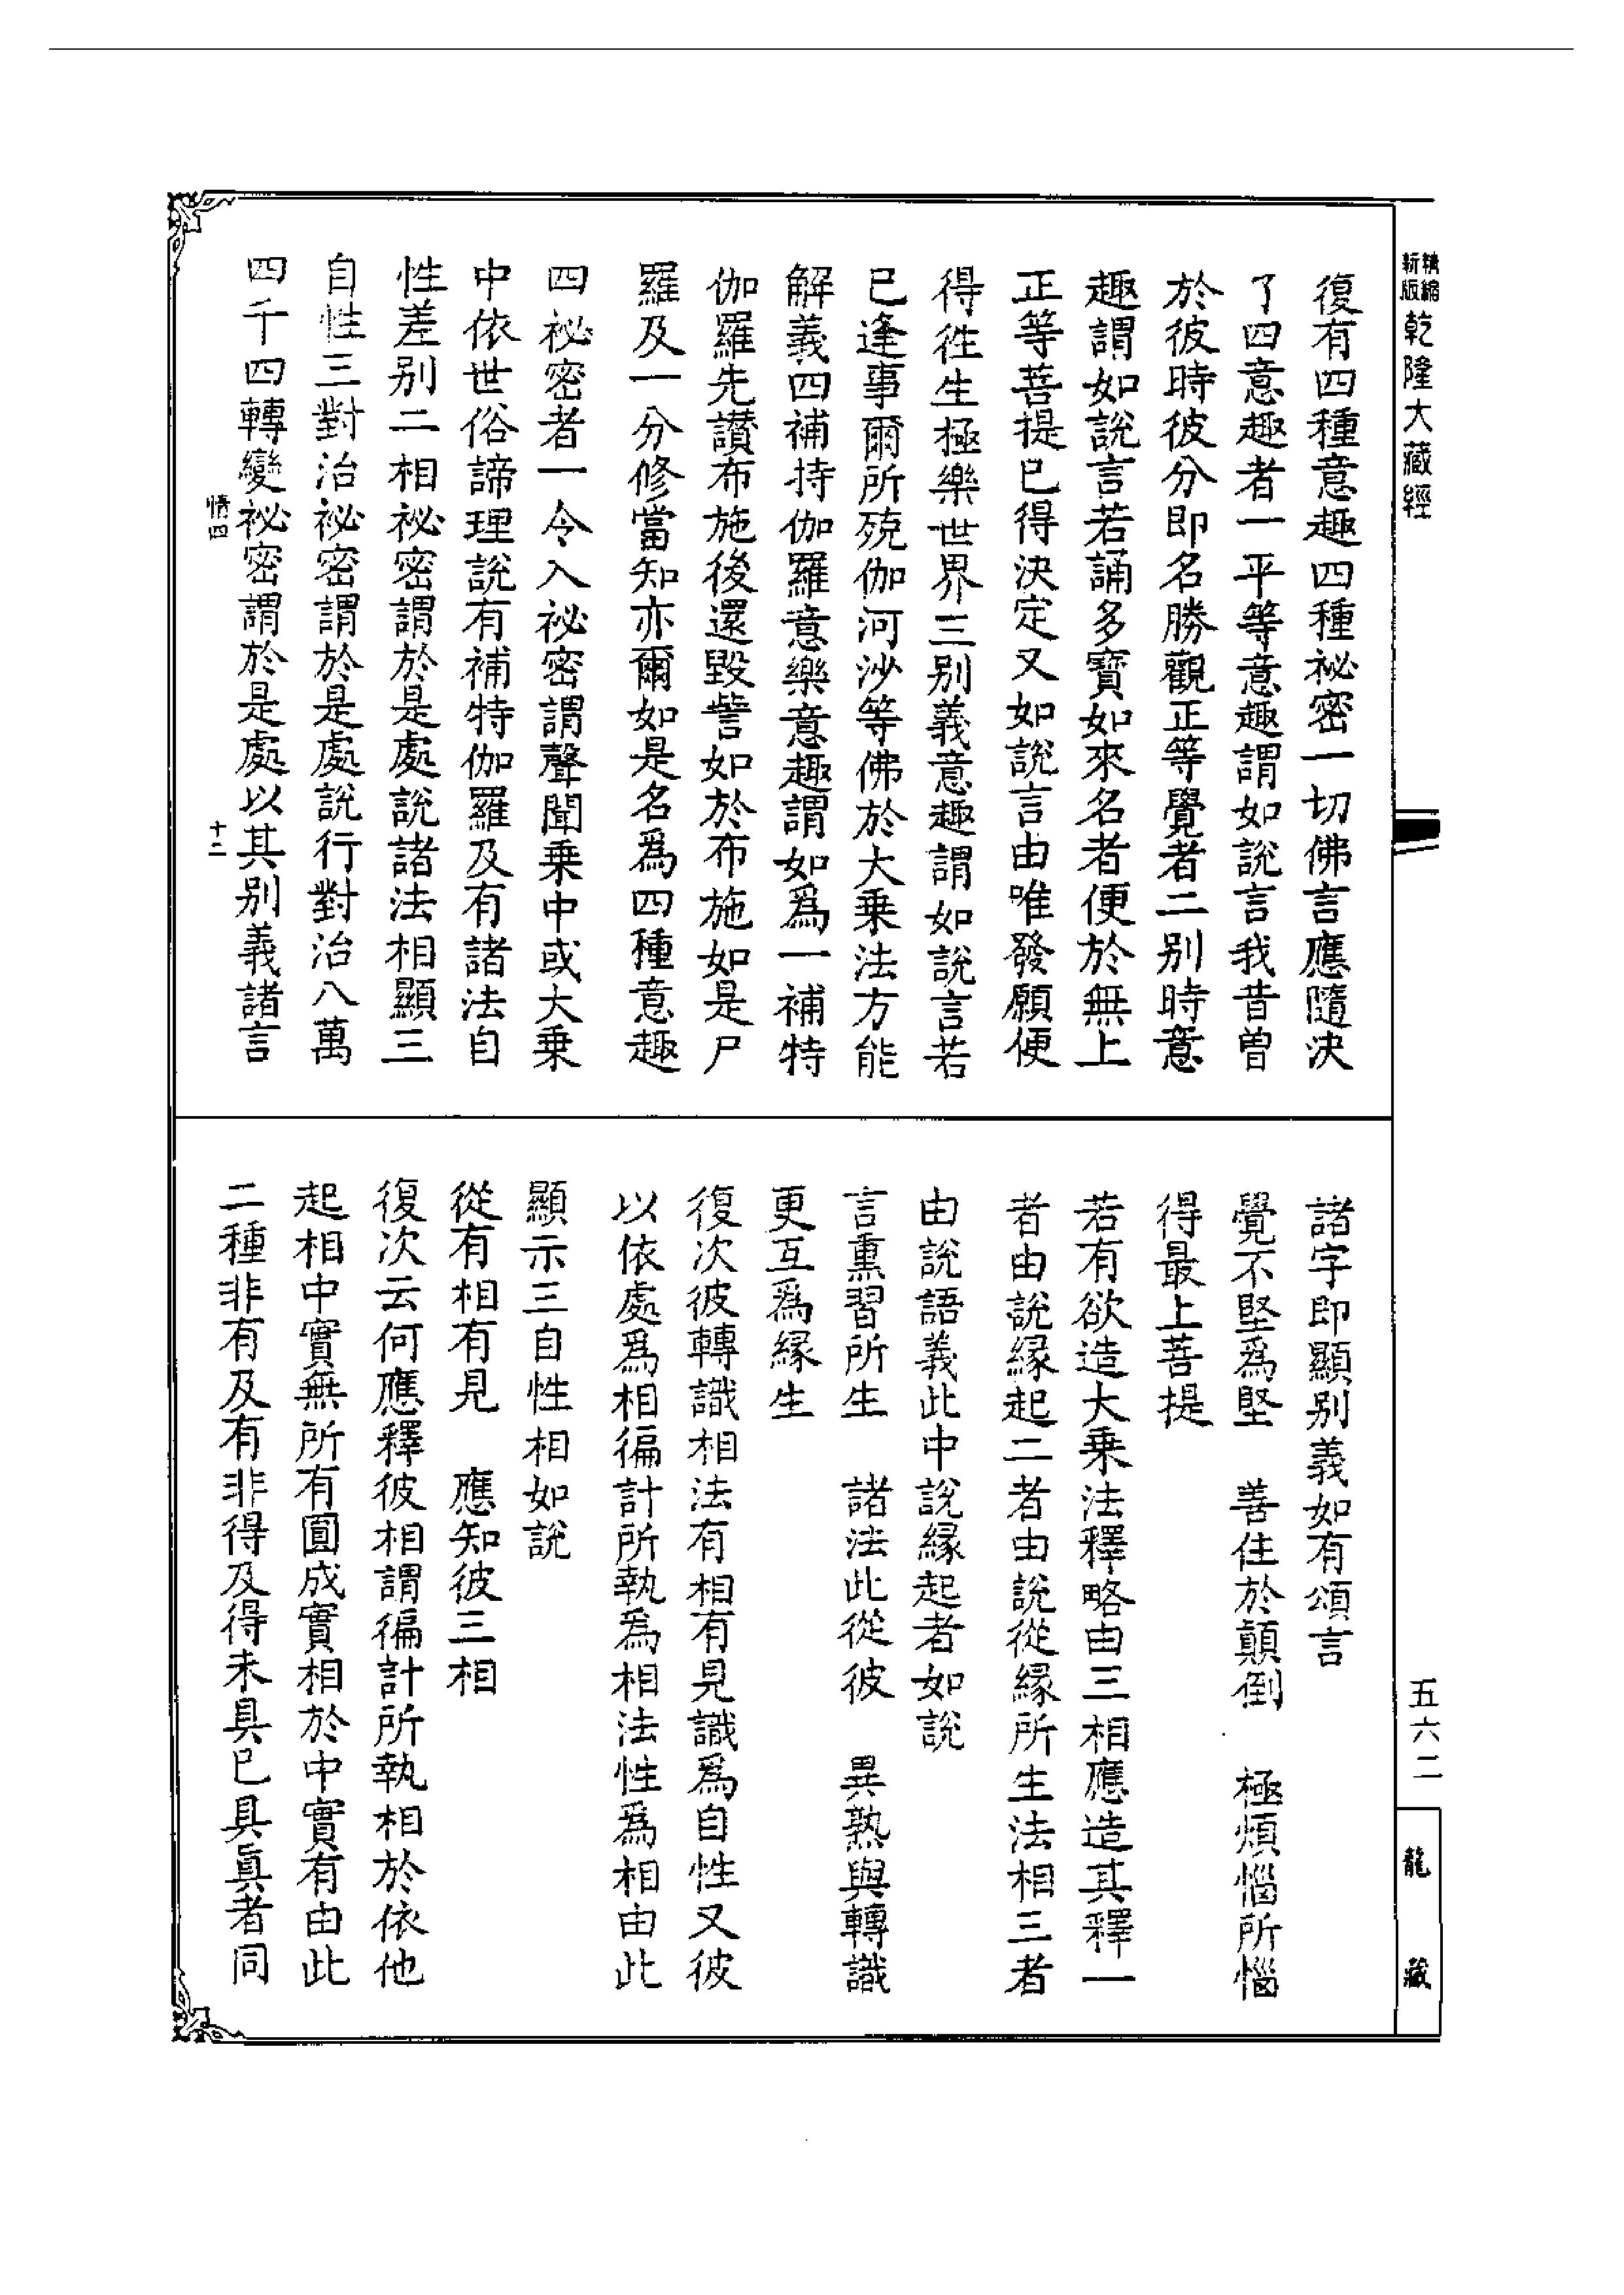 精縮新版乾隆大藏經
復有四種意趣四種祕密一切佛言應隨決
了四意趣者一平等意趣謂如說言我昔曾
於彼時彼分即名勝觀正等覺者二别時意
趣謂如說言若誦多寶如來名者便於無上
正等菩提已得決定又如說言由唯發願便
得徃生極樂世界三别義意趣謂如說言若
已逢事爾所殑伽河沙等佛於大乗法方能
解義四補持伽羅意樂意趣謂如爲一補特
伽羅先讚布施後還毀訾如於布施如是尸
羅及一分修當知亦爾如是名爲四種意趣
四祕密者一令入祕密謂聲聞乗中或大乗
中依世俗諦理說有補特伽羅及有諸法自
性差别二相祕密謂於是處說諸法相顯三
自性三對治祕密謂於是處說行對治八萬
四千四轉變祕密謂於是處以其别義諸言
情四
十二
諸字即顯别義如有頌言
覺不堅爲堅　善住於顛倒　極煩惱所惱
得最上菩提
若有欲造大乗法釋略由三相應造其釋一
者由說緣起二者由說從緣所生法相三者
由說語義此中說緣起者如說
言熏習所生　諸法此從彼　異熟與轉識
更互爲緣生
復次彼轉識相法有相有見識爲自性又彼
以依處爲相徧計所執爲相法性爲相由此
顯示三自性相如說
從有相有見　應知彼三相
復次云何應釋彼相謂徧計所執相於依他
起相中實無所有圓成實相於中實有由此
二種非有及有非得及得未具已具眞者同
五六二
龍藏